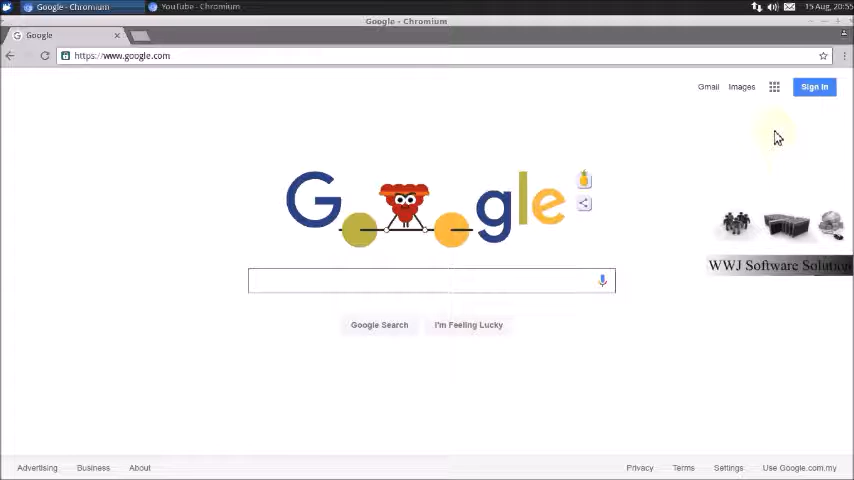 Google - Chromium
YouTube - Chromium
15 Aug, 20:55
Google - Chromium
Google
https://www.google.com
Gmail
Images
Sign in
Google
WWJ Software Solution
Google Search
I'm Feeling Lucky
Advertising
Business
About
Privacy
Terms
Settings
Use Google.com.my